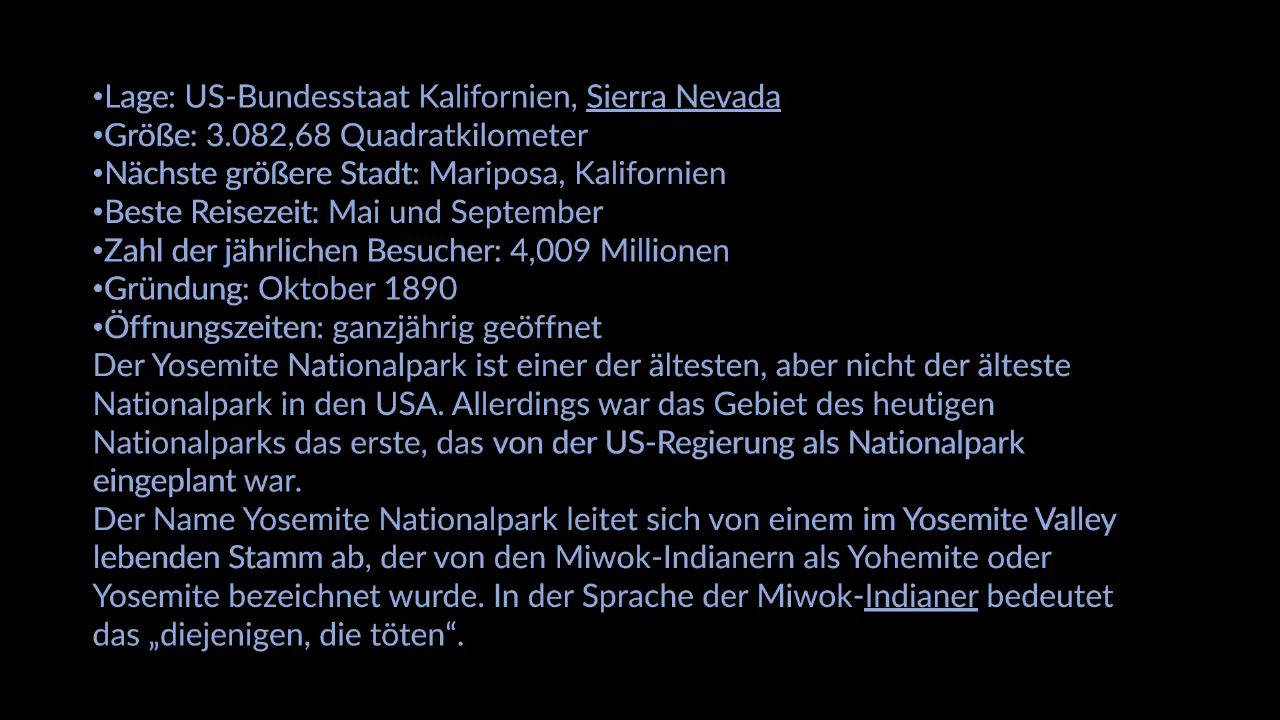 •Lage: US-Bundesstaat Kalifornien, Sierra Nevada
•Größe: 3.082,68 Quadratkilometer
•Nächste größere Stadt: Mariposa, Kalifornien
•Beste Reisezeit: Mai und September
•Zahl der jährlichen Besucher: 4,009 Millionen
•Gründung: Oktober 1890
•Öffnungszeiten: ganzjährig geöffnet
Der Yosemite Nationalpark ist einer der ältesten, aber nicht der älteste
Nationalpark in den USA. Allerdings war das Gebiet des heutigen
Nationalparks das erste, das von der US-Regierung als Nationalpark
eingeplant war.
Der Name Yosemite Nationalpark leitet sich von einem im Yosemite Valley
lebenden Stamm ab, der von den Miwok-Indianern als Yohemite oder
Yosemite bezeichnet wurde. In der Sprache der Miwok-Indianer bedeutet
das „diejenigen, die töten“.